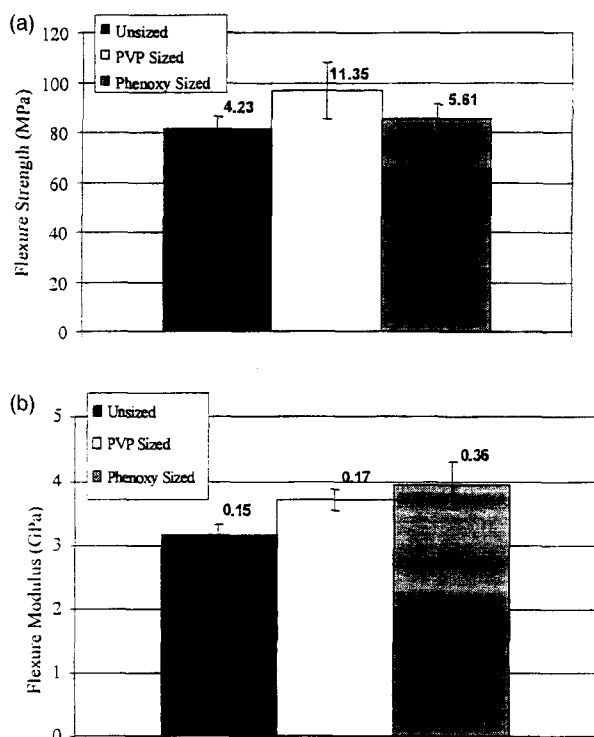 (a)
120
100
80
60
40
20
0
Flexure Strength (MPa)
Unsized
PVP Sized
Phenoxy Sized
4.23
11.35
5.61
(b)
5
4
3
2
1
0
Flexure Modulus (GPa)
Unsized
PVP Sized
Phenoxy Sized
0.15
0.17
0.36